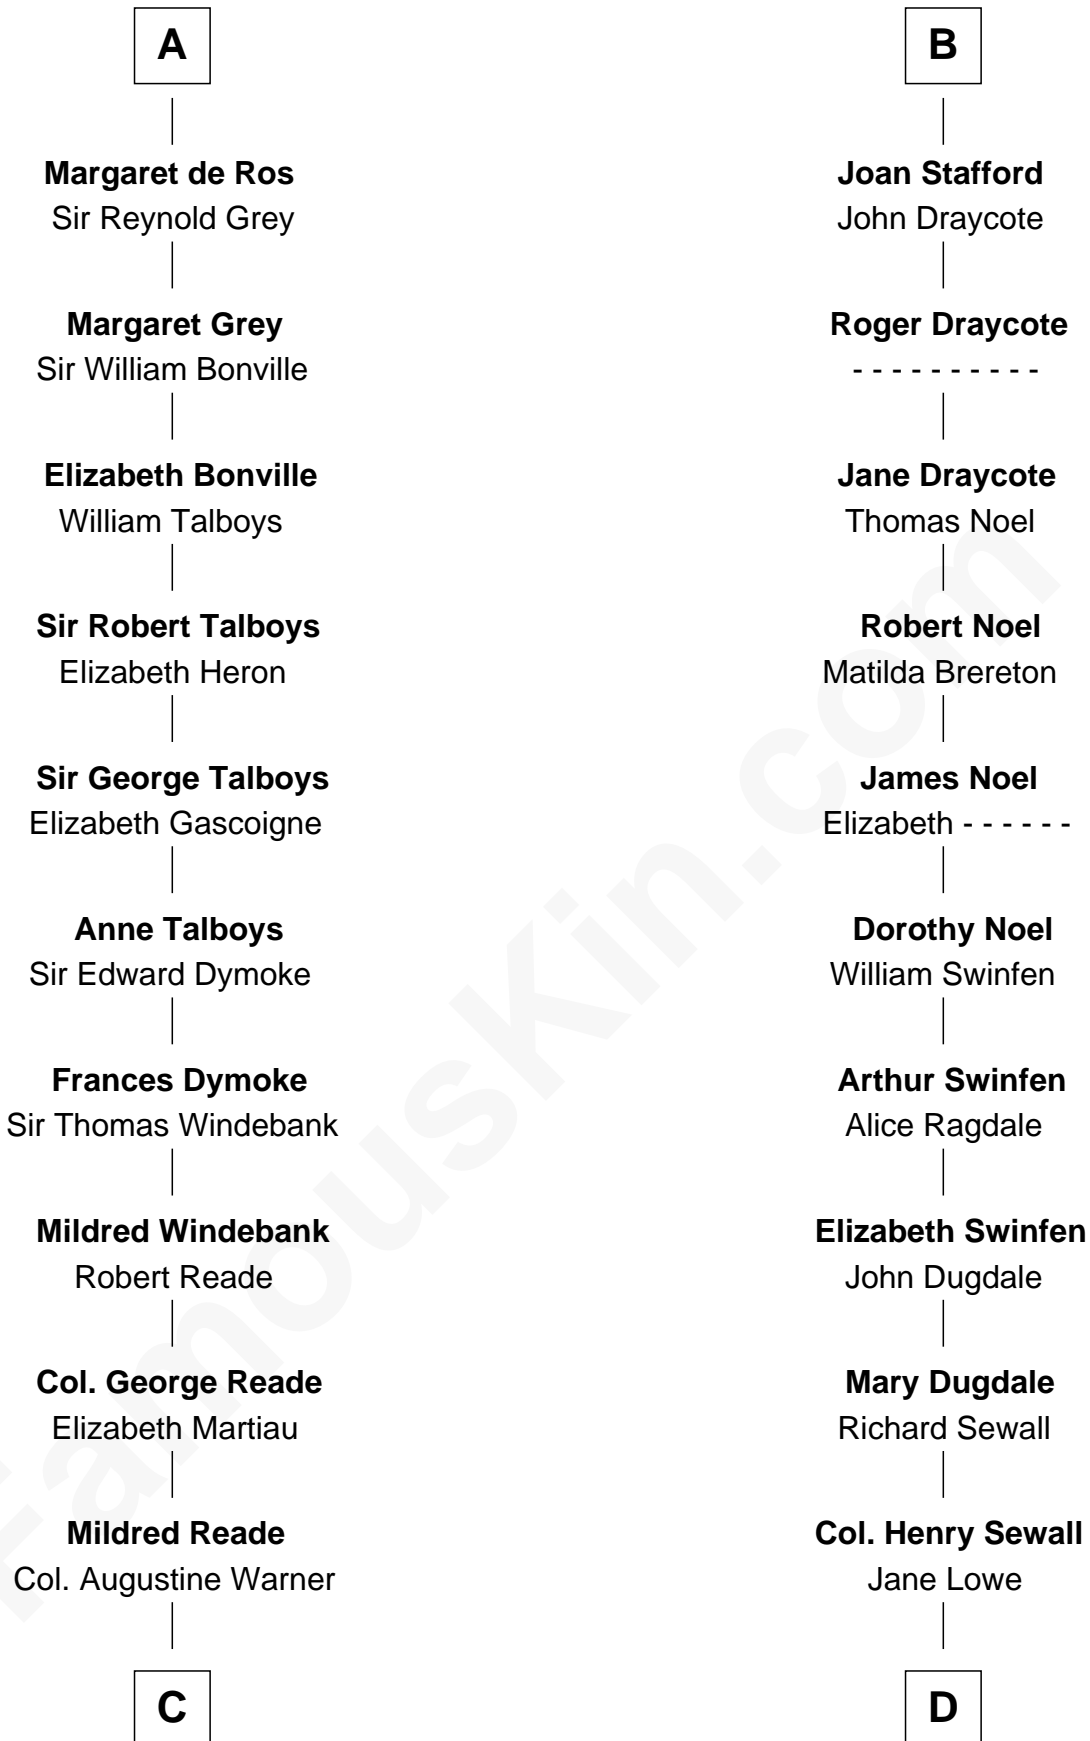 A
Margaret de Ros
Sir Reynold Grey
Margaret Grey
Sir William Bonville
Elizabeth Bonville
William Talboys
Sir Robert Talboys
Elizabeth Heron
Sir George Talboys
Elizabeth Gascoigne
Anne Talboys
Sir Edward Dymoke
Frances Dymoke
Sir Thomas Windebank
Mildred Windebank
Robert Reade
Col. George Reade
Elizabeth Martiau
Mildred Reade
Col. Augustine Warner
C
B
Joan Stafford
John Draycote
Roger Draycote
- - - - - - - - - -
Jane Draycote
Thomas Noel
Robert Noel
Matilda Brereton
James Noel
Elizabeth - - - - - -
Dorothy Noel
William Swinfen
Arthur Swinfen
Alice Ragdale
Elizabeth Swinfen
John Dugdale
Mary Dugdale
Richard Sewall
Col. Henry Sewall
Jane Lowe
D
FamousKin.com